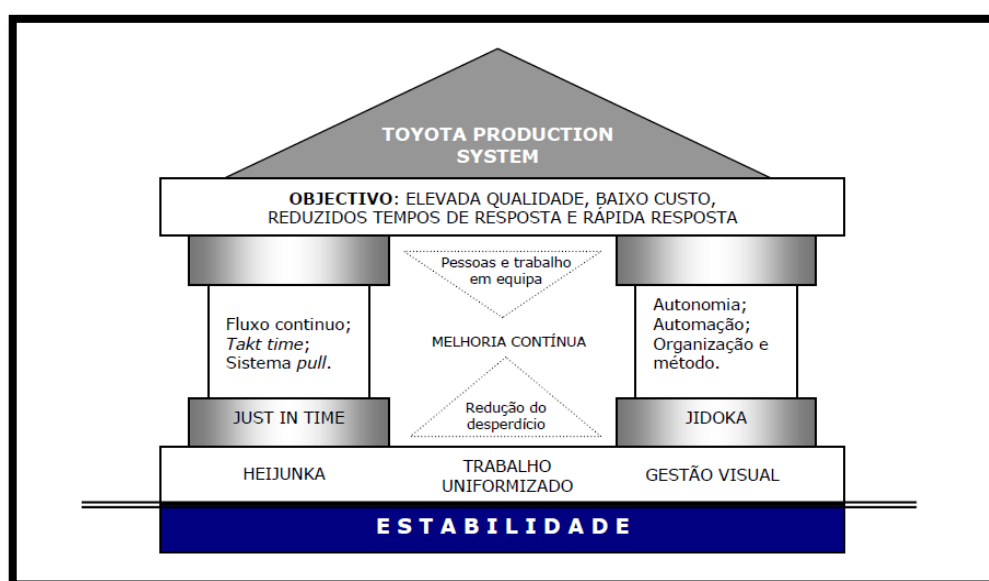 TOYOTA PRODUCTION
SYSTEM
OBJECTIVO: ELEVADA QUALIDADE, BAIXO CUSTO,
REDUZIDOS TEMPOS DE RESPOSTA E RÁPIDA RESPOSTA
Pessoas e trabalho
em equipa
Fluxo continuo;
Takt time;
Sistema pull.
MELHORIA CONTÍNUA
Autonomia;
Automação;
Organização e
método.
JUST IN TIME
Redução do
desperdício
JIDOKA
HEIJUNKA
TRABALHO
UNIFORMIZADO
GESTÃO VISUAL
ESTABILIDADE